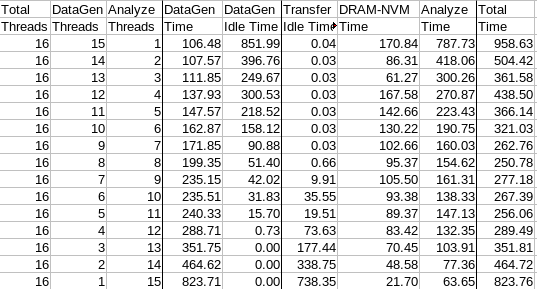 Total DataGen Analyze DataGen DataGen Transfer DRAM-NVM Analyze Total
Threads Threads Threads Time Idle Time Idle Time Time Time Time
16 15 1 106.48 851.99 0.04 170.84 787.73 958.63
16 14 2 107.57 396.76 0.03 86.31 418.06 504.42
16 13 3 111.85 249.67 0.03 61.27 300.26 361.58
16 12 4 137.93 300.53 0.03 167.58 270.87 438.50
16 11 5 147.57 218.52 0.03 142.66 223.43 366.14
16 10 6 162.87 158.12 0.03 130.22 190.75 321.03
16 9 7 171.85 90.88 0.03 102.66 160.03 262.76
16 8 8 199.35 51.40 0.66 95.37 154.62 250.78
16 7 9 235.15 42.02 9.91 105.50 161.31 277.18
16 6 10 235.51 31.83 35.55 93.38 138.33 267.39
16 5 11 240.33 15.70 19.51 89.37 147.13 256.06
16 4 12 288.71 0.73 73.63 83.42 132.35 289.49
16 3 13 351.75 0.00 177.44 70.45 103.91 351.81
16 2 14 464.62 0.00 338.75 48.58 77.36 464.72
16 1 15 823.71 0.00 738.35 21.70 63.65 823.76